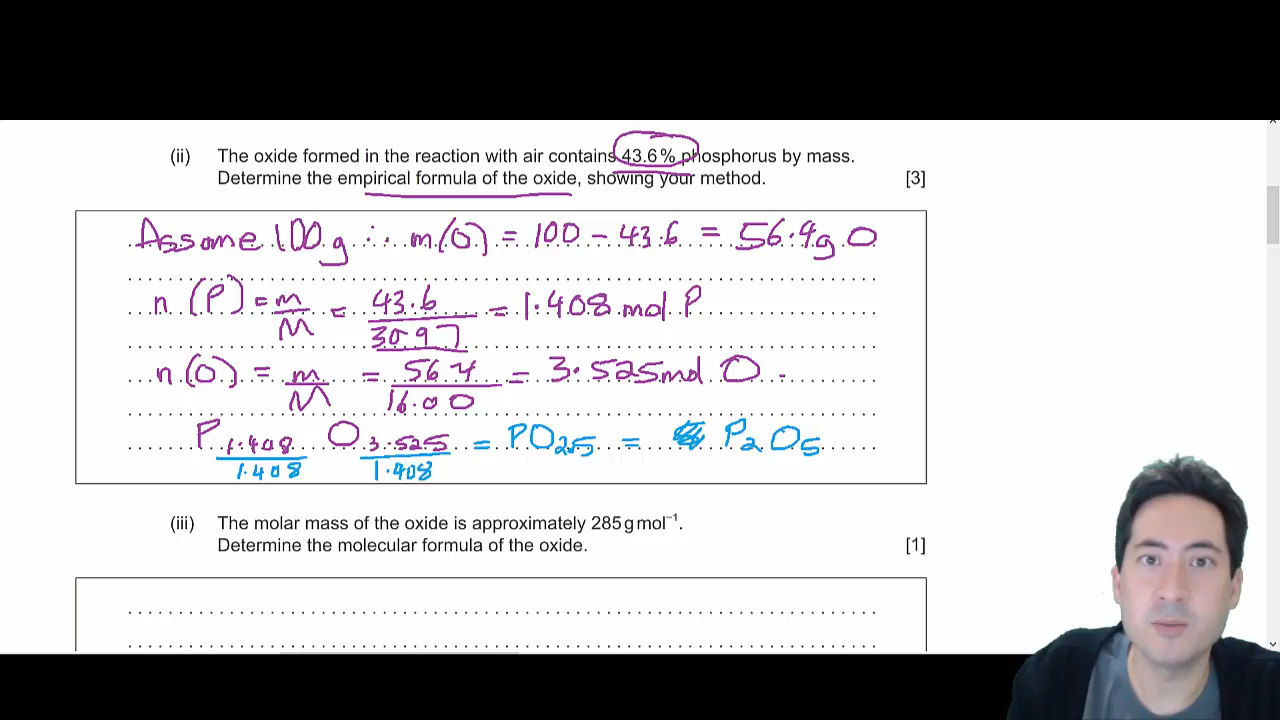 (ii) The oxide formed in the reaction with air contains 43.6% phosphorus by mass.
Determine the empirical formula of the oxide, showing your method. [3]
Assume 100g ∴ m(O) = 100 - 43.6 = 56.4g O
n(P) = m/M = 43.6/30.97 = 1.408 mol P
n(O) = m/M = 56.4/16.00 = 3.525 mol O
P 1.408/1.408 O 3.525/1.408 = PO2.5 = P2O5
(iii) The molar mass of the oxide is approximately 285 g mol⁻¹.
Determine the molecular formula of the oxide. [1]